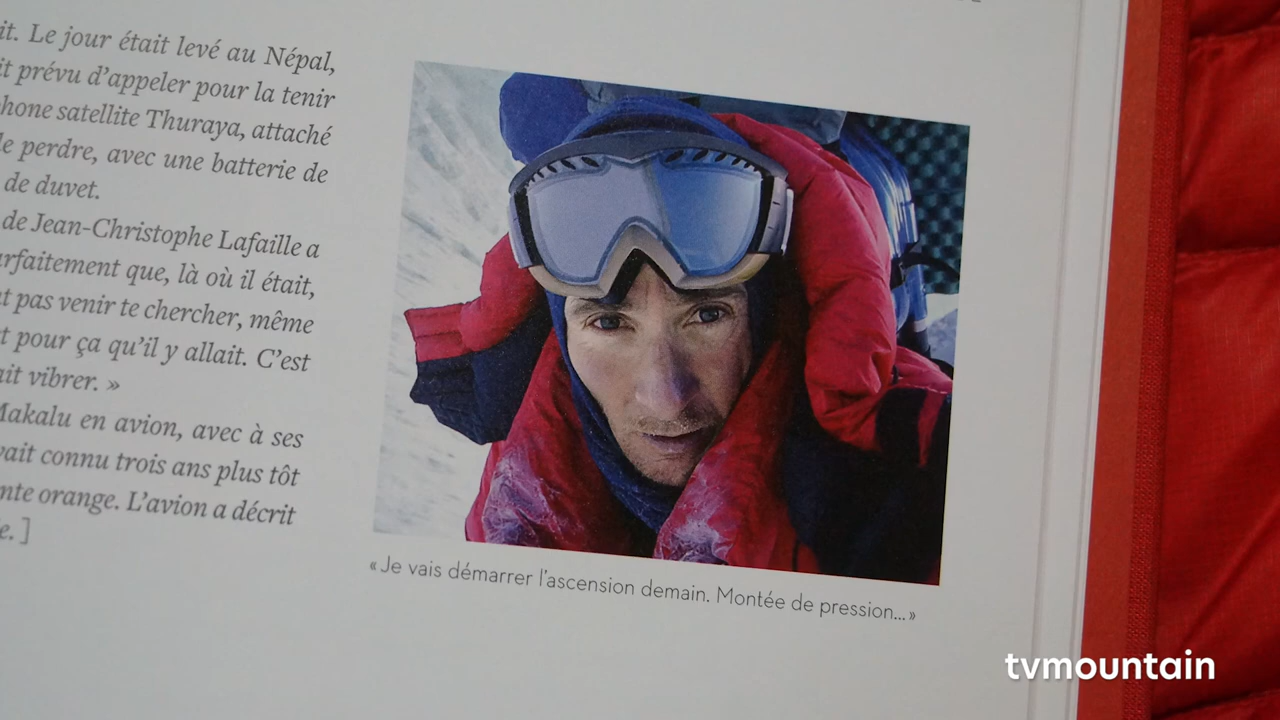 it. Le jour était levé au Népal,
it prévu d'appeler pour la tenir
phone satellite Thuraya, attaché
le perdre, avec une batterie de
de duvet.
de Jean-Christophe Lafaille a
arfaitement que, là où il était,
t pas venir te chercher, même
t pour ça qu'il y allait. C'est
ait vibrer. »
Makalu en avion, avec à ses
vait connu trois ans plus tôt
nte orange. L'avion a décrit
e. ]
« Je vais démarrer l'ascension demain. Montée de pression... »
tvmountain